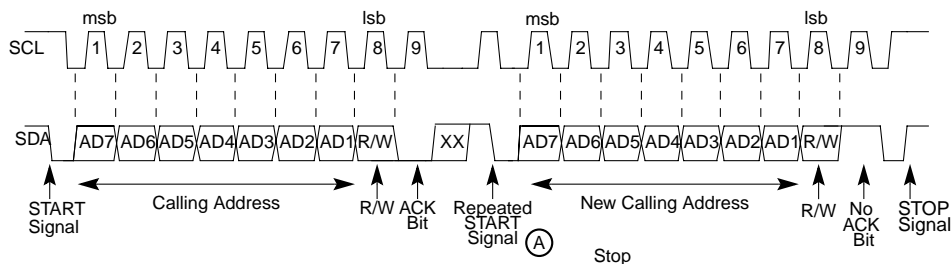 msb lsb msb lsb
SCL 1 2 3 4 5 6 7 8 9 1 2 3 4 5 6 7 8 9
SDA AD7 AD6 AD5 AD4 AD3 AD2 AD1 R/W XX AD7 AD6 AD5 AD4 AD3 AD2 AD1 R/W
START Signal
Calling Address
R/W
ACK Bit
Repeated START Signal
A
New Calling Address
R/W
No ACK Bit
STOP Signal
Stop